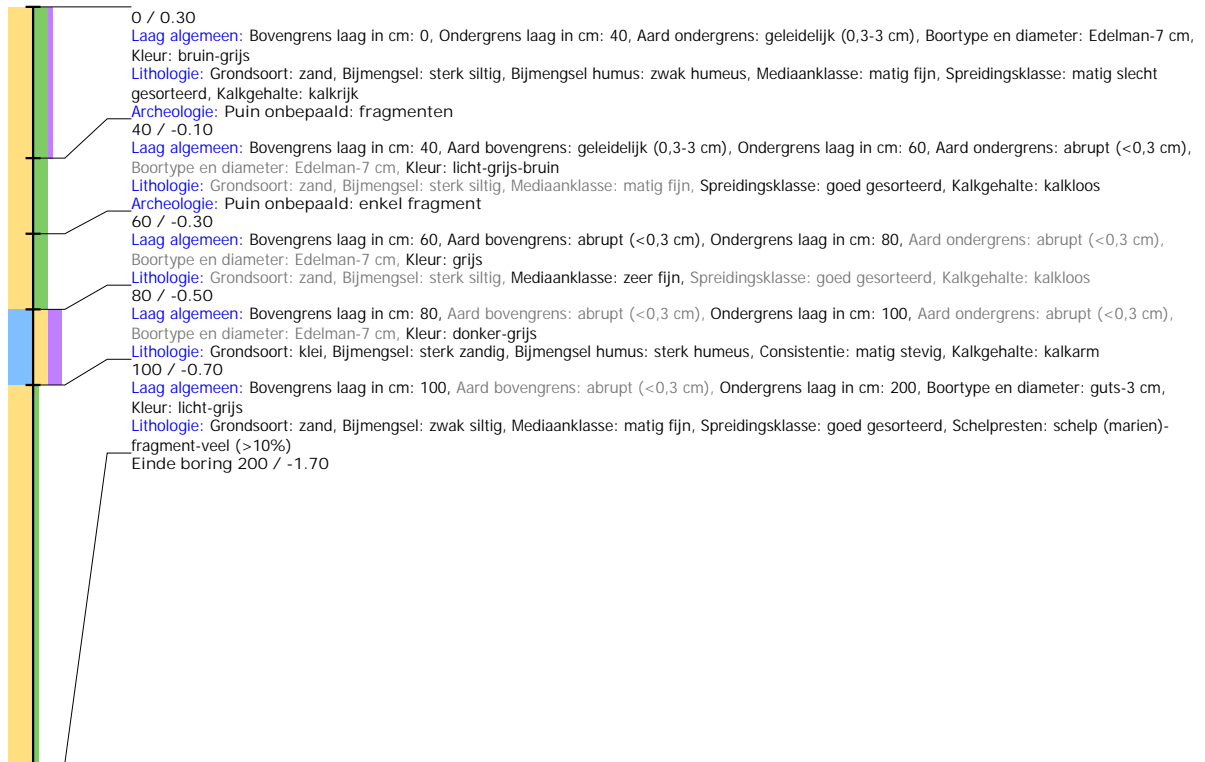 0 / 0.30
Laag algemeen: Bovengrens laag in cm: 0, Ondergrens laag in cm: 40, Aard ondergrens: geleidelijk (0,3-3 cm), Boortype en diameter: Edelman-7 cm,
Kleur: bruin-grijs
Lithologie: Grondsoort: zand, Bijmengsel: sterk siltig, Bijmengsel humus: zwak humeus, Mediaanklasse: matig fijn, Spreidingsklasse: matig slecht
gesorteerd, Kalkgehalte: kalkrijk
Archeologie: Puin onbepaald: fragmenten
40 / -0.10
Laag algemeen: Bovengrens laag in cm: 40, Aard bovengrens: geleidelijk (0,3-3 cm), Ondergrens laag in cm: 60, Aard ondergrens: abrupt (<0,3 cm),
Boortype en diameter: Edelman-7 cm, Kleur: licht-grijs-bruin
Lithologie: Grondsoort: zand, Bijmengsel: sterk siltig, Mediaanklasse: matig fijn, Spreidingsklasse: goed gesorteerd, Kalkgehalte: kalkloos
Archeologie: Puin onbepaald: enkel fragment
60 / -0.30
Laag algemeen: Bovengrens laag in cm: 60, Aard bovengrens: abrupt (<0,3 cm), Ondergrens laag in cm: 80, Aard ondergrens: abrupt (<0,3 cm),
Boortype en diameter: Edelman-7 cm, Kleur: grijs
Lithologie: Grondsoort: zand, Bijmengsel: sterk siltig, Mediaanklasse: zeer fijn, Spreidingsklasse: goed gesorteerd, Kalkgehalte: kalkloos
80 / -0.50
Laag algemeen: Bovengrens laag in cm: 80, Aard bovengrens: abrupt (<0,3 cm), Ondergrens laag in cm: 100, Aard ondergrens: abrupt (<0,3 cm),
Boortype en diameter: Edelman-7 cm, Kleur: donker-grijs
Lithologie: Grondsoort: klei, Bijmengsel: sterk zandig, Bijmengsel humus: sterk humeus, Consistentie: matig stevig, Kalkgehalte: kalkarm
100 / -0.70
Laag algemeen: Bovengrens laag in cm: 100, Aard bovengrens: abrupt (<0,3 cm), Ondergrens laag in cm: 200, Boortype en diameter: guts-3 cm,
Kleur: licht-grijs
Lithologie: Grondsoort: zand, Bijmengsel: zwak siltig, Mediaanklasse: matig fijn, Spreidingsklasse: goed gesorteerd, Schelpresten: schelp (marien)-
fragment-veel (>10%)
Einde boring 200 / -1.70